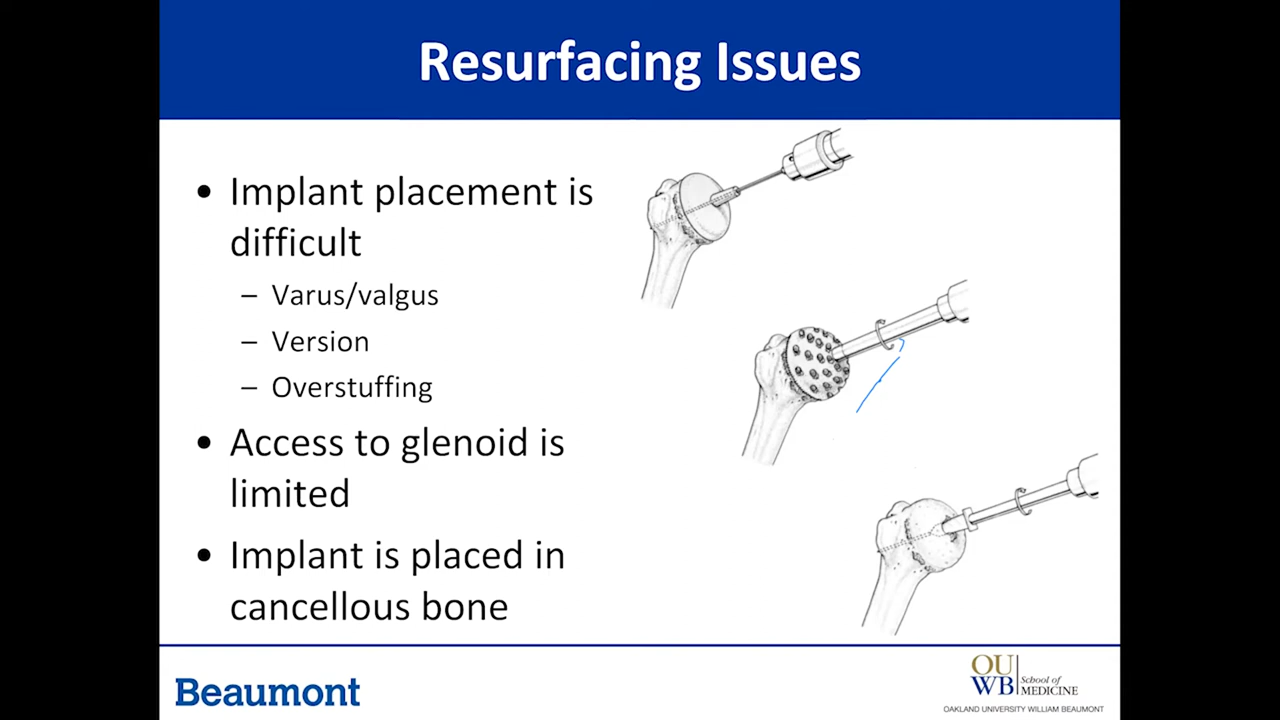 Resurfacing Issues
• Implant placement is
difficult
– Varus/valgus
– Version
– Overstuffing
• Access to glenoid is
limited
• Implant is placed in
cancellous bone
Beaumont
OU
WB
School of
MEDICINE
OAKLAND UNIVERSITY WILLIAM BEAUMONT